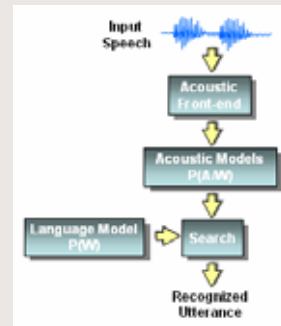 Input
Speech
Acoustic
Front-end
Acoustic Models
P(A/W)
Language Model
P(W)
Search
Recognized
Utterance